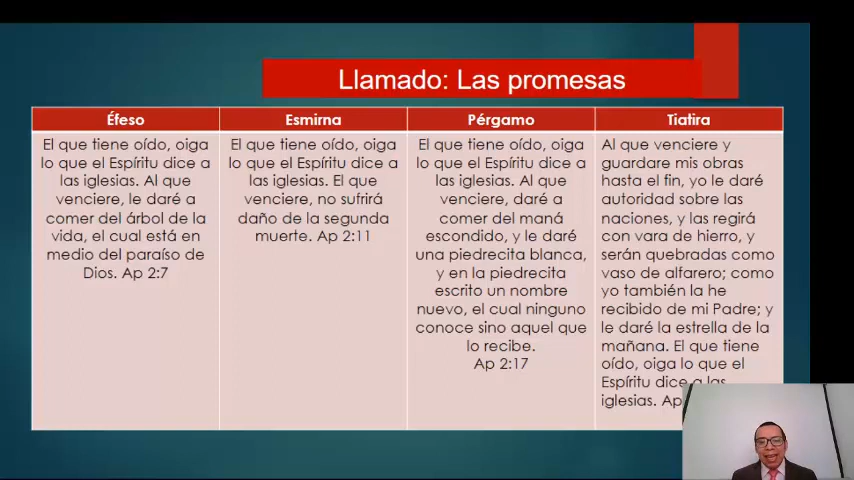 Llamado: Las promesas
Éfeso
El que tiene oído, oiga
lo que el Espíritu dice a
las iglesias. Al que
venciere, le daré a
comer del árbol de la
vida, el cual está en
medio del paraíso de
Dios. Ap 2:7
Esmirna
El que tiene oído, oiga
lo que el Espíritu dice a
las iglesias. El que
venciere, no sufrirá
daño de la segunda
muerte. Ap 2:11
Pérgamo
El que tiene oído, oiga
lo que el Espíritu dice a
las iglesias. Al que
venciere, daré a
comer del maná
escondido, y le daré
una piedrecita blanca,
y en la piedrecita
escrito un nombre
nuevo, el cual ninguno
conoce sino aquel que
lo recibe.
Ap 2:17
Tiatira
Al que venciere y
guardare mis obras
hasta el fin, yo le daré
autoridad sobre las
naciones, y las regirá
con vara de hierro, y
serán quebradas como
vaso de alfarero; como
yo también la he
recibido de mi Padre; y
le daré la estrella de la
mañana. El que tiene
oído, oiga lo que el
Espíritu dice a las
iglesias. Ap